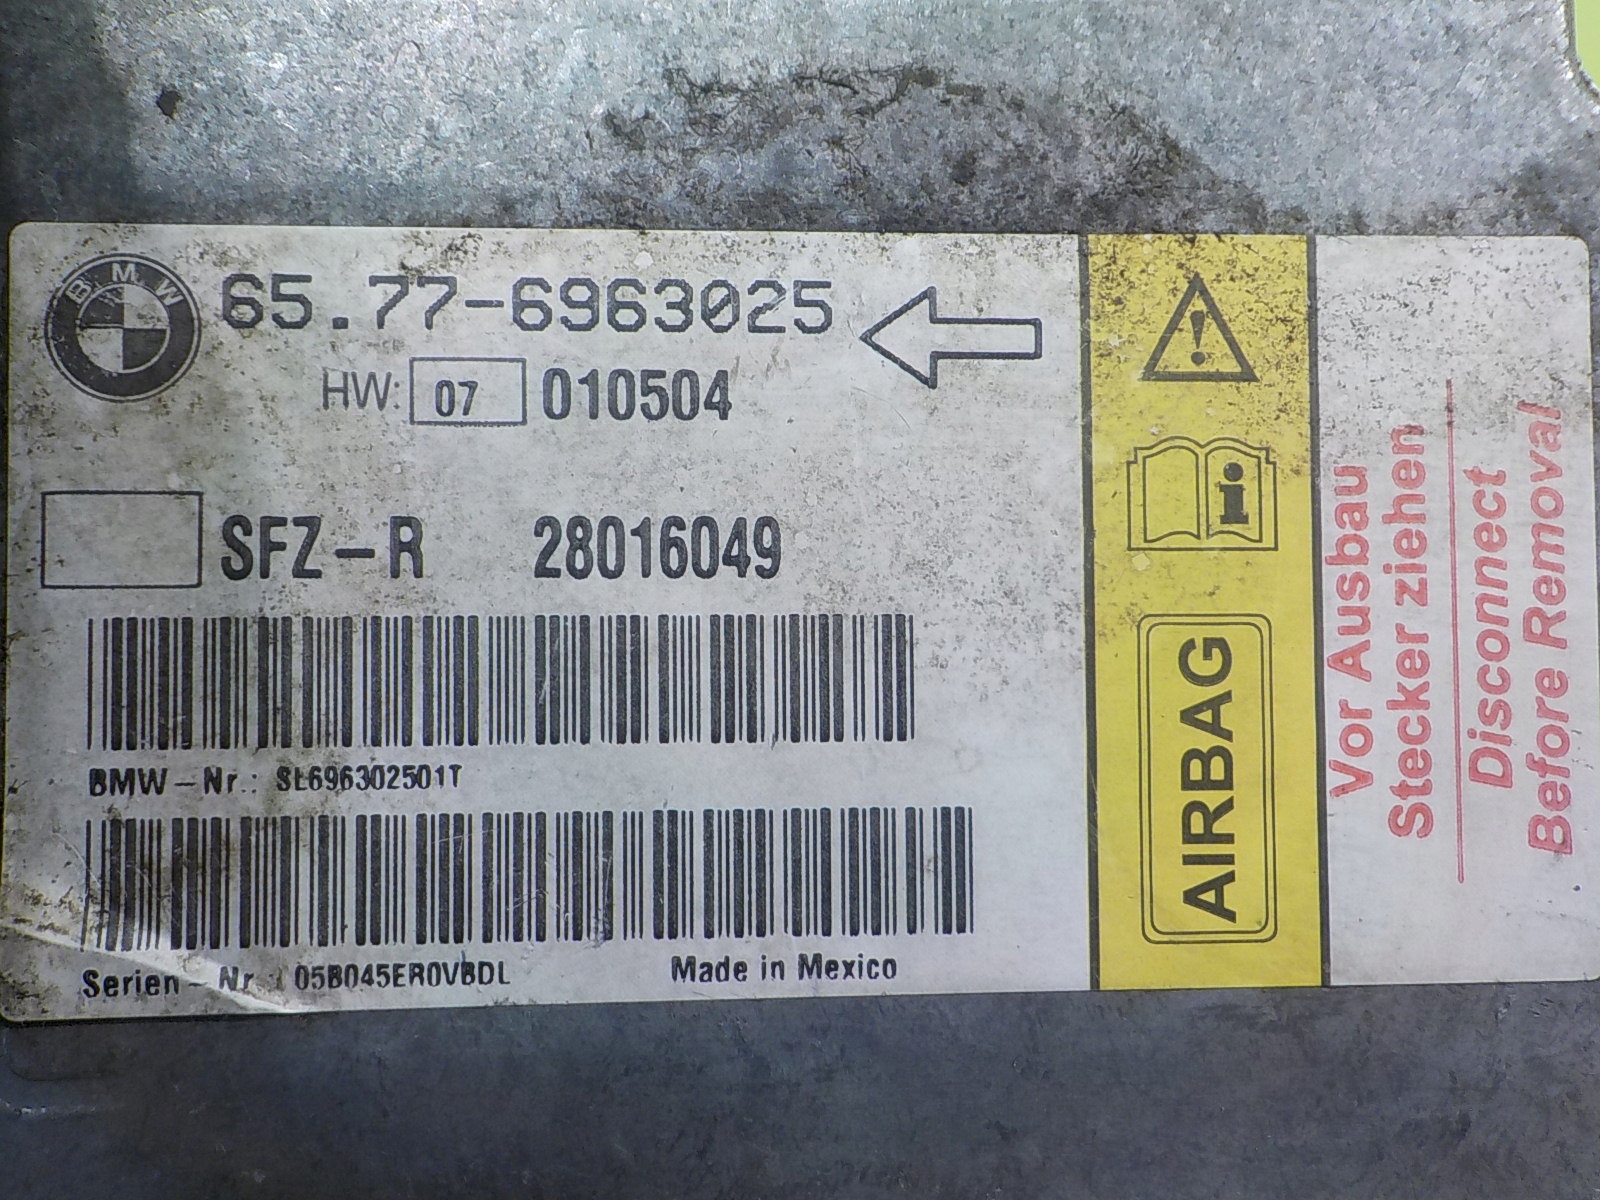 BMW
65.77-6963025
HW: 07 010504
SFZ-R 28016049
BMW-Nr.: SL696302501T
Serien-Nr.: 05B045ER0VBDL
Made in Mexico
AIRBAG
Vor Ausbau
Stecker ziehen
Disconnect
Before Removal